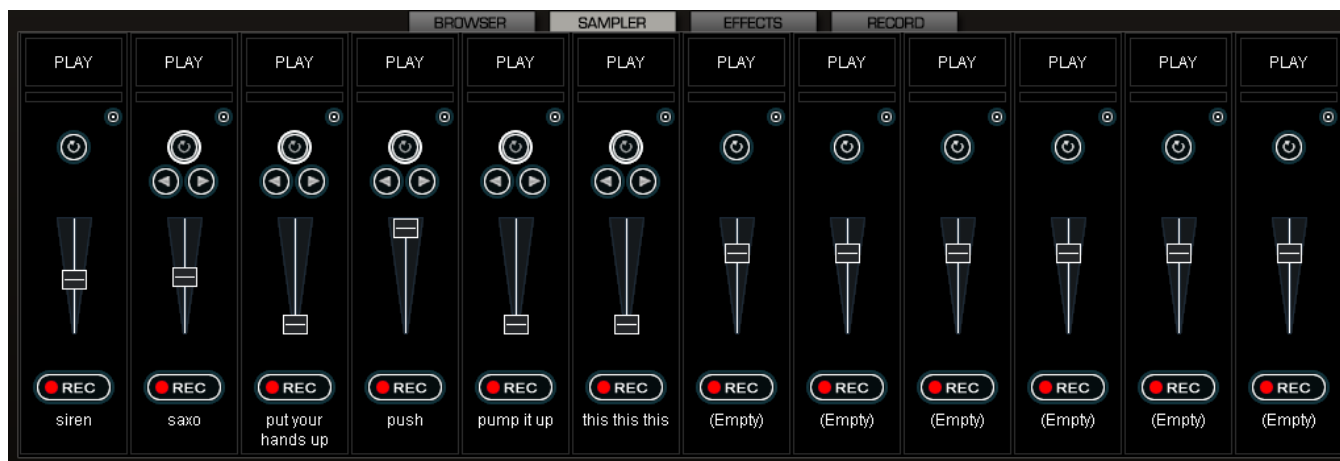 BROWSER SAMPLER EFFECTS RECORD
PLAY PLAY PLAY PLAY PLAY PLAY PLAY PLAY PLAY PLAY PLAY PLAY
REC REC REC REC REC REC REC REC REC REC REC REC
siren saxo put your push pump it up this this this (Empty) (Empty) (Empty) (Empty) (Empty) (Empty)
hands up